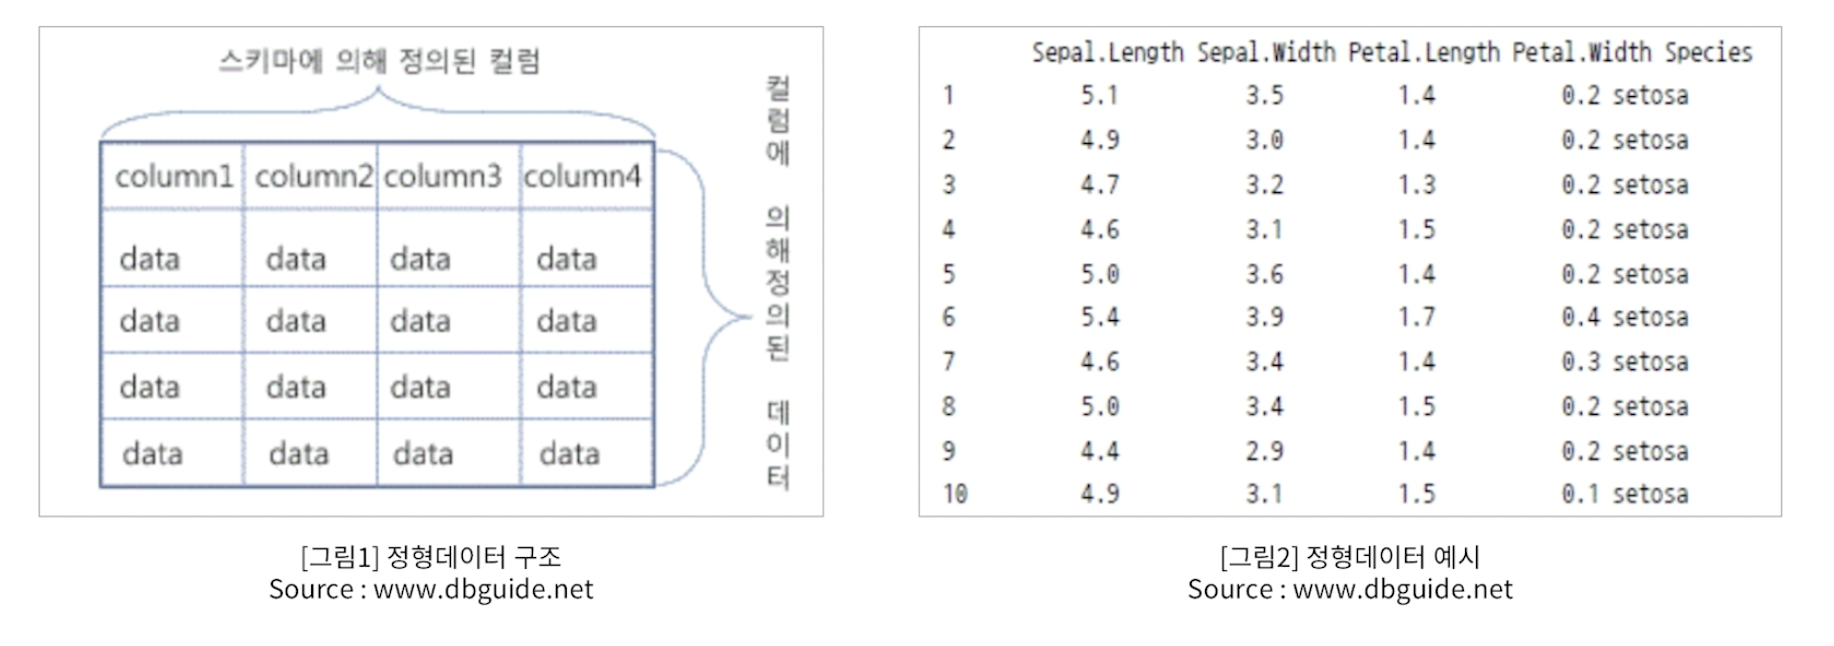 스키마에 의해 정의된 컬럼
column1 column2 column3 column4
data data data data
data data data data
data data data data
data data data data
컬럼에 의해정의된 데이터
[그림1] 정형데이터 구조
Source : www.dbguide.net
Sepal.Length Sepal.Width Petal.Length Petal.Width Species
1 5.1 3.5 1.4 0.2 setosa
2 4.9 3.0 1.4 0.2 setosa
3 4.7 3.2 1.3 0.2 setosa
4 4.6 3.1 1.5 0.2 setosa
5 5.0 3.6 1.4 0.2 setosa
6 5.4 3.9 1.7 0.4 setosa
7 4.6 3.4 1.4 0.3 setosa
8 5.0 3.4 1.5 0.2 setosa
9 4.4 2.9 1.4 0.2 setosa
10 4.9 3.1 1.5 0.1 setosa
[그림2] 정형데이터 예시
Source : www.dbguide.net